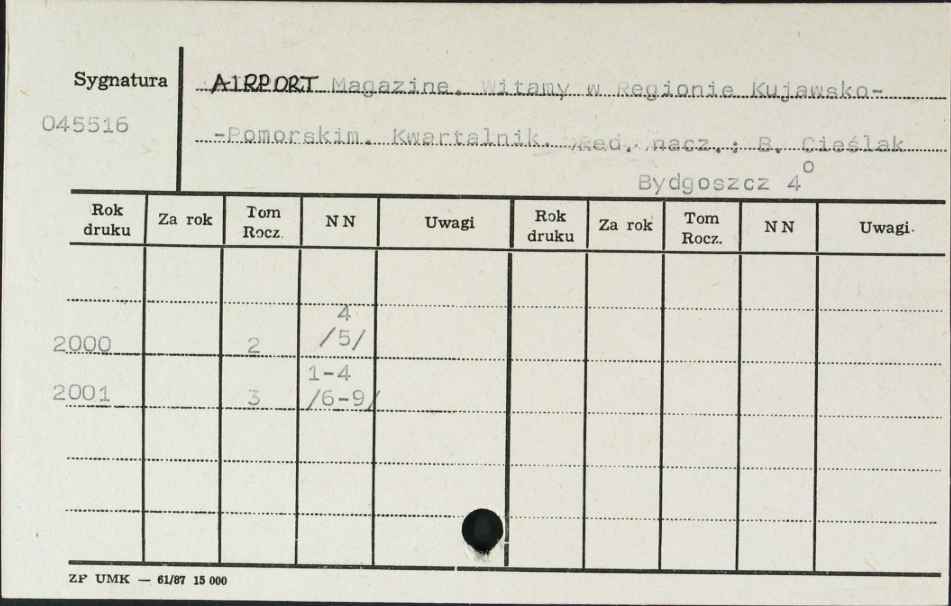 Sygnatura
AIRPORT Magazine. Witamy w Regionie Kujawsko-
045516
-Pomorskim. Kwartalnik. Red. nacz.: B. Cieślak
Bydgoszcz 4°
Rok druku Za rok Tom Rocz. NN Uwagi Rok druku Za rok Tom Rocz. NN Uwagi
4
2000 2 /5/
1-4
2001 3 /6-9/
ZP UMK — 61/87 15 000